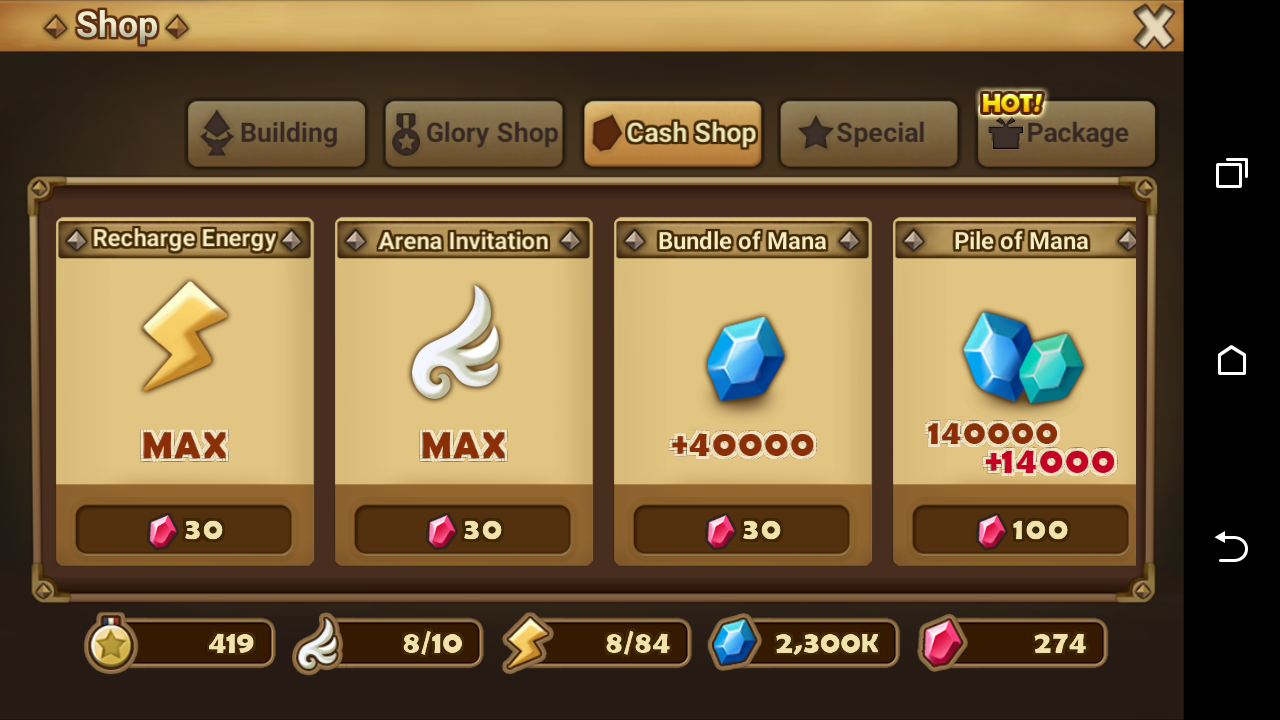 Shop
Building
Glory Shop
Cash Shop
Special
HOT!
Package
Recharge Energy
Arena Invitation
Bundle of Mana
Pile of Mana
MAX
MAX
+40000
140000
+14000
30
30
30
100
419
8/10
8/84
2,300K
274